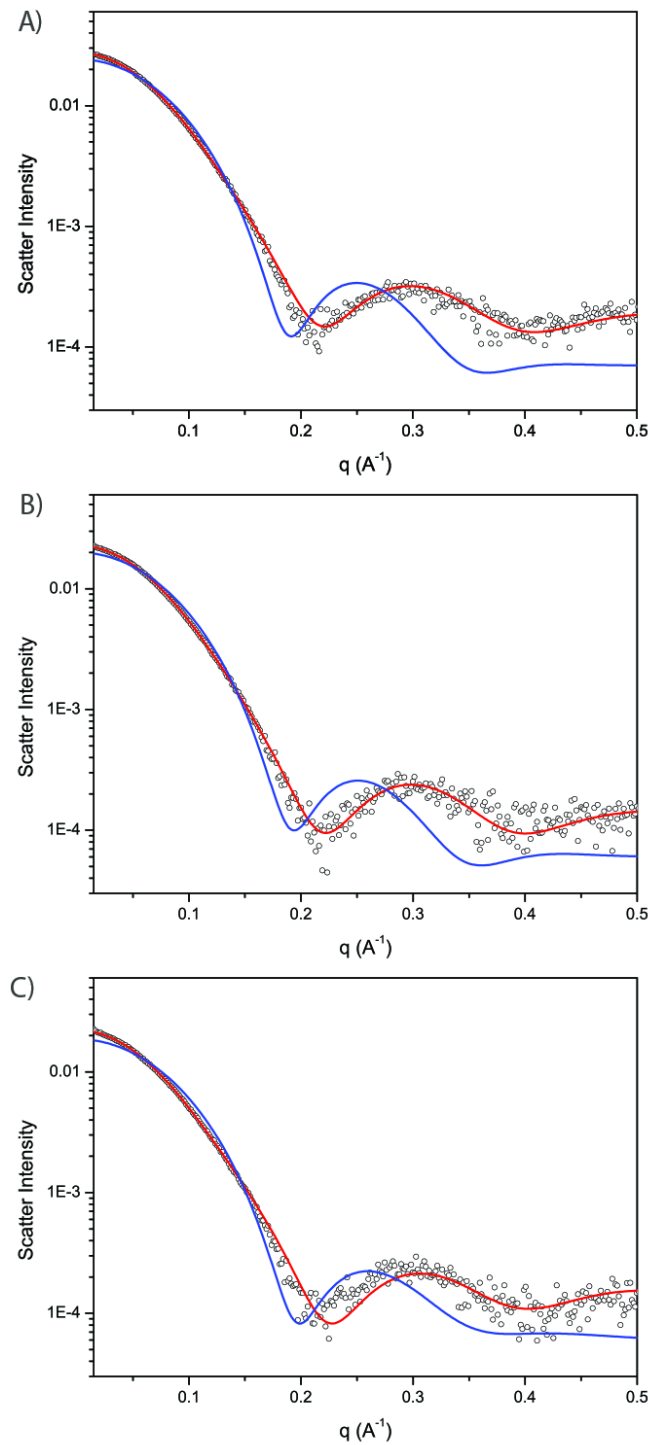 A)
Scatter Intensity
0.01
1E-3
1E-4
0.1 0.2 0.3 0.4 0.5
q (A⁻¹)
B)
Scatter Intensity
0.01
1E-3
1E-4
0.1 0.2 0.3 0.4 0.5
q (A⁻¹)
C)
Scatter Intensity
0.01
1E-3
1E-4
0.1 0.2 0.3 0.4 0.5
q (A⁻¹)